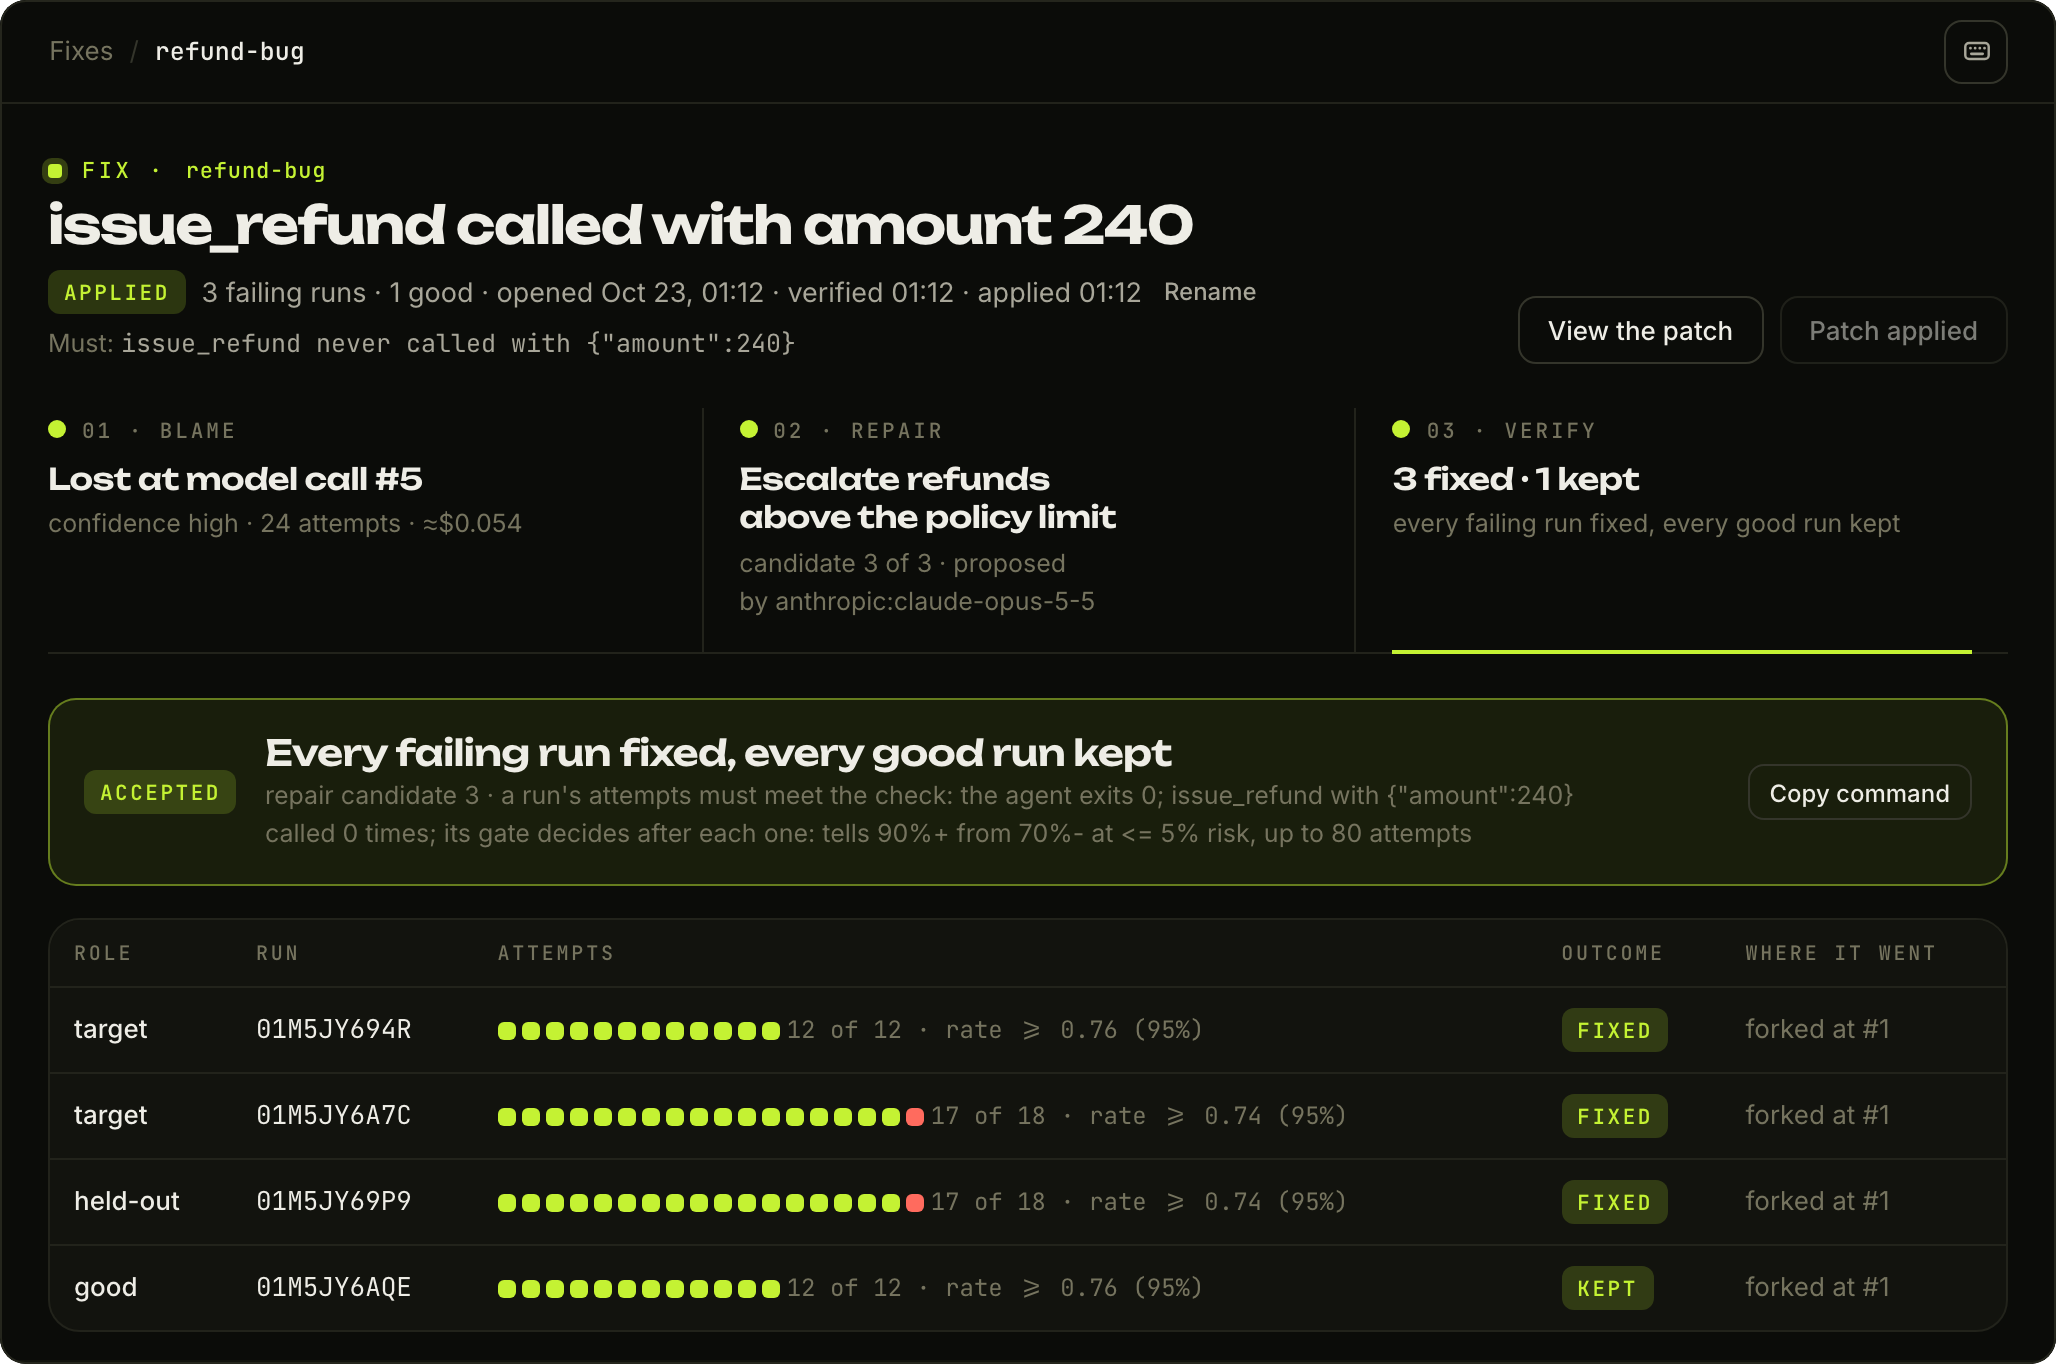 Fixes / refund-bug
FIX · refund-bug
issue_refund called with amount 240
APPLIED 3 failing runs · 1 good · opened Oct 23, 01:12 · verified 01:12 · applied 01:12 Rename
Must: issue_refund never called with {"amount":240}
View the patch
Patch applied
01 · BLAME
Lost at model call #5
confidence high · 24 attempts · ≈$0.054
02 · REPAIR
Escalate refunds
above the policy limit
candidate 3 of 3 · proposed
by anthropic:claude-opus-5-5
03 · VERIFY
3 fixed · 1 kept
every failing run fixed, every good run kept
ACCEPTED
Every failing run fixed, every good run kept
repair candidate 3 · a run's attempts must meet the check: the agent exits 0; issue_refund with {"amount":240}
called 0 times; its gate decides after each one: tells 90%+ from 70%- at <= 5% risk, up to 80 attempts
Copy command
ROLE RUN ATTEMPTS OUTCOME WHERE IT WENT
target 01M5JY694R 12 of 12 · rate ⩾ 0.76 (95%) FIXED forked at #1
target 01M5JY6A7C 17 of 18 · rate ⩾ 0.74 (95%) FIXED forked at #1
held-out 01M5JY69P9 17 of 18 · rate ⩾ 0.74 (95%) FIXED forked at #1
good 01M5JY6AQE 12 of 12 · rate ⩾ 0.76 (95%) KEPT forked at #1